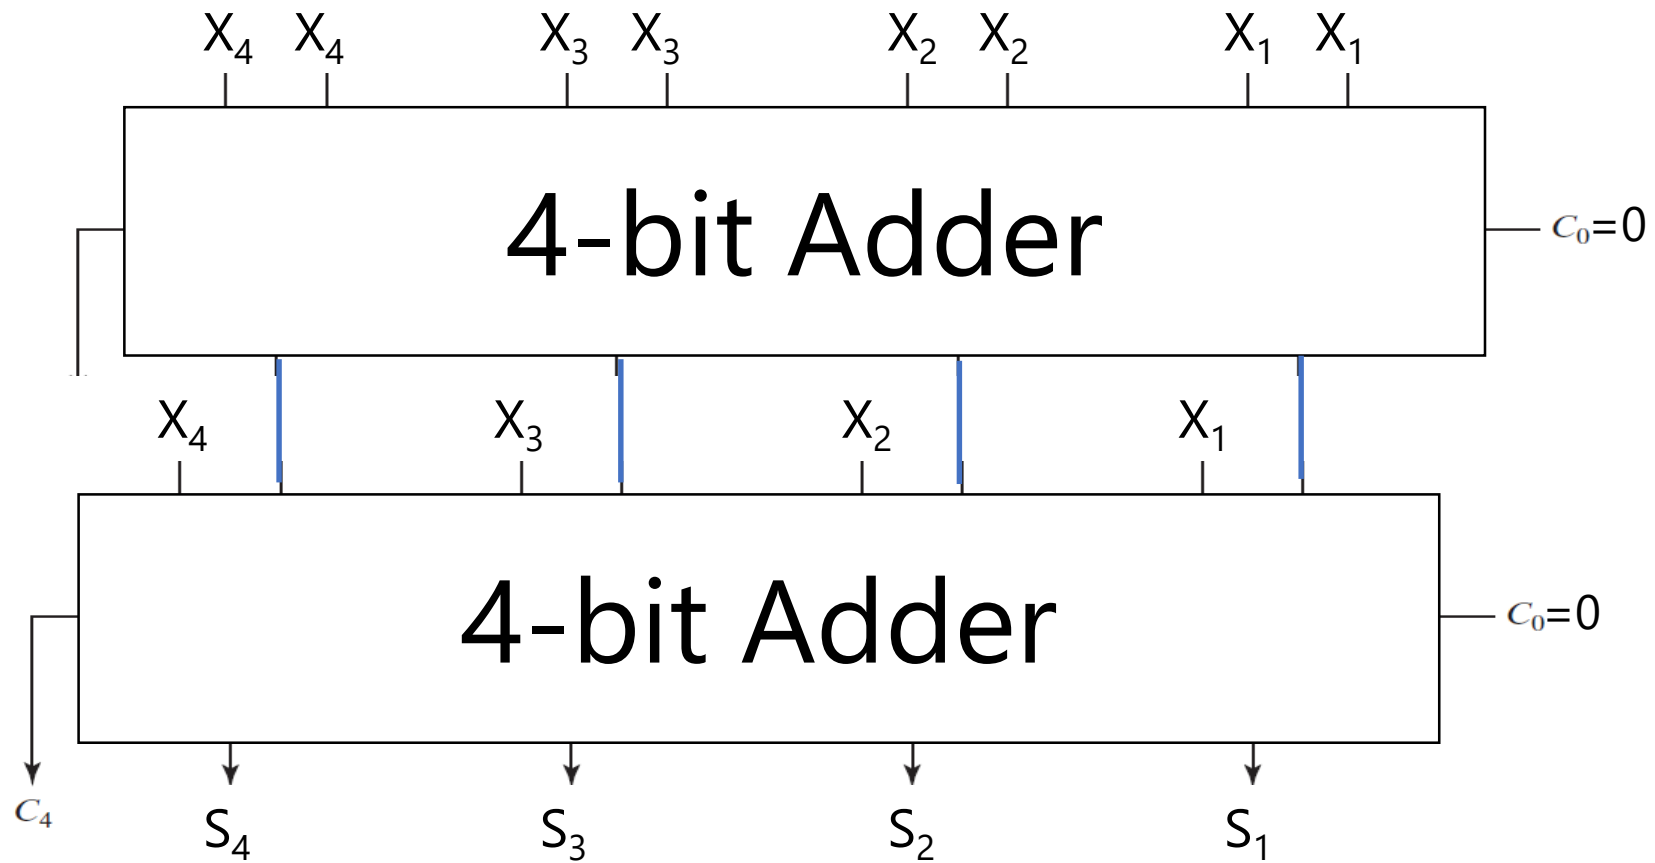 X₄ X₄ X₃ X₃ X₂ X₂ X₁ X₁
4-bit Adder
C₀=0
X₄ X₃ X₂ X₁
4-bit Adder
C₀=0
C₄
S₄ S₃ S₂ S₁